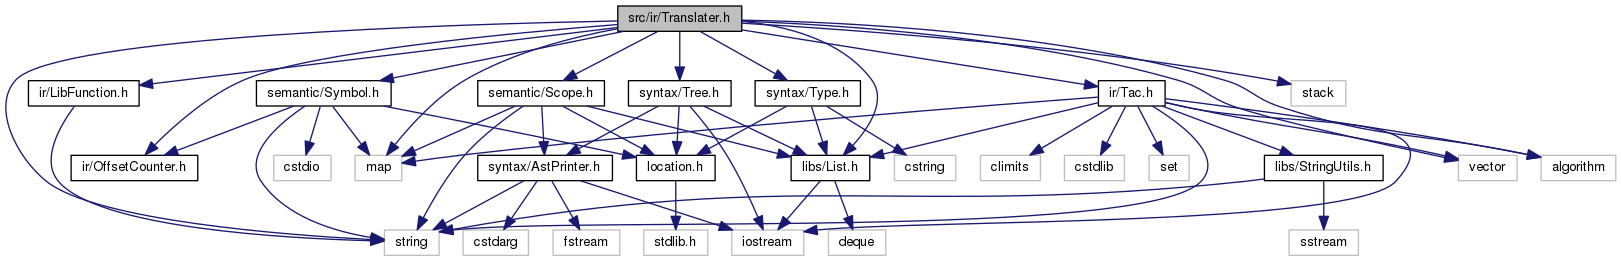 src/ir/Translater.h
ir/LibFunction.h
semantic/Symbol.h
semantic/Scope.h
syntax/Tree.h
syntax/Type.h
ir/Tac.h
stack
ir/OffsetCounter.h
cstdio
map
syntax/AstPrinter.h
location.h
libs/List.h
cstring
climits
cstdlib
set
libs/StringUtils.h
vector
algorithm
string
cstdarg
fstream
stdlib.h
iostream
deque
sstream